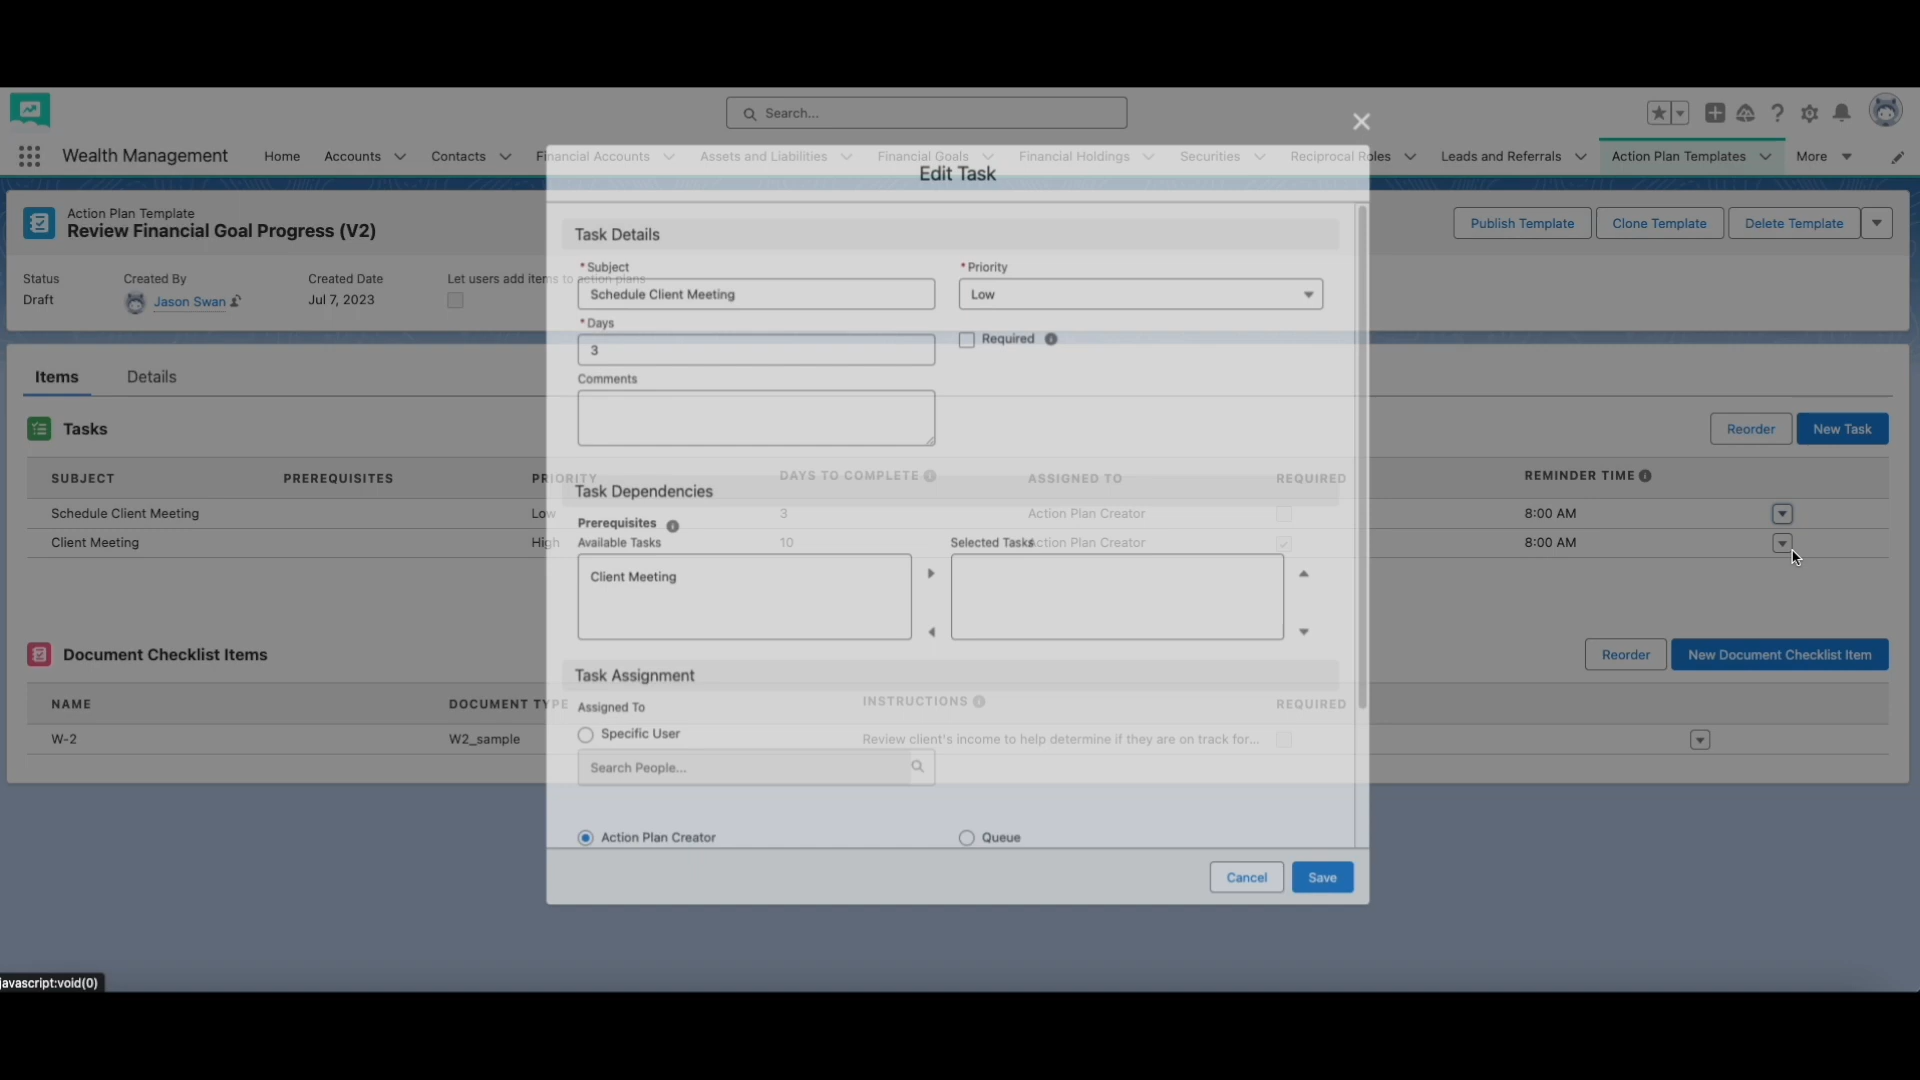 Search...
Wealth Management Home Accounts Contacts Financial Accounts Assets and Liabilities Financial Goals Financial Holdings Securities Reciprocal Roles Leads and Referrals Action Plan Templates More
Edit Task
Action Plan Template
Review Financial Goal Progress (V2)
Publish Template Clone Template Delete Template
Status Created By Created Date Let users add items to action plans
Draft Jason Swan Jul 7, 2023
Task Details
* Subject * Priority
Schedule Client Meeting Low
* Days
3 Required
Comments
Items Details
Tasks
Reorder New Task
SUBJECT PREREQUISITES PRIORITY DAYS TO COMPLETE ASSIGNED TO REQUIRED REMINDER TIME
Schedule Client Meeting Low 3 Action Plan Creator 8:00 AM
Client Meeting High 10 Action Plan Creator 8:00 AM
Task Dependencies
Prerequisites
Available Tasks Selected Tasks
Client Meeting
Document Checklist Items
Reorder New Document Checklist Item
NAME DOCUMENT TYPE INSTRUCTIONS REQUIRED
W-2 W2_sample Review client's income to help determine if they are on track for...
Task Assignment
Assigned To
Specific User
Search People...
Action Plan Creator Queue
Cancel Save
javascript:void(0)